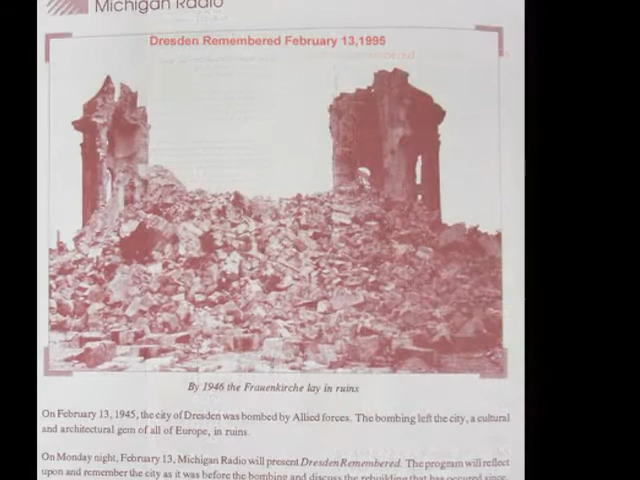 Michigan Radio
Dresden Remembered February 13,1995
By 1946 the Frauenkirche lay in ruins
On February 13, 1945, the city of Dresden was bombed by Allied forces. The bombing left the city, a cultural
and architectural gem of all of Europe, in ruins.
On Monday night, February 13, Michigan Radio will present Dresden Remembered. The program will reflect
upon and remember the city as it was before the bombing and discuss the rebuilding that has occured since